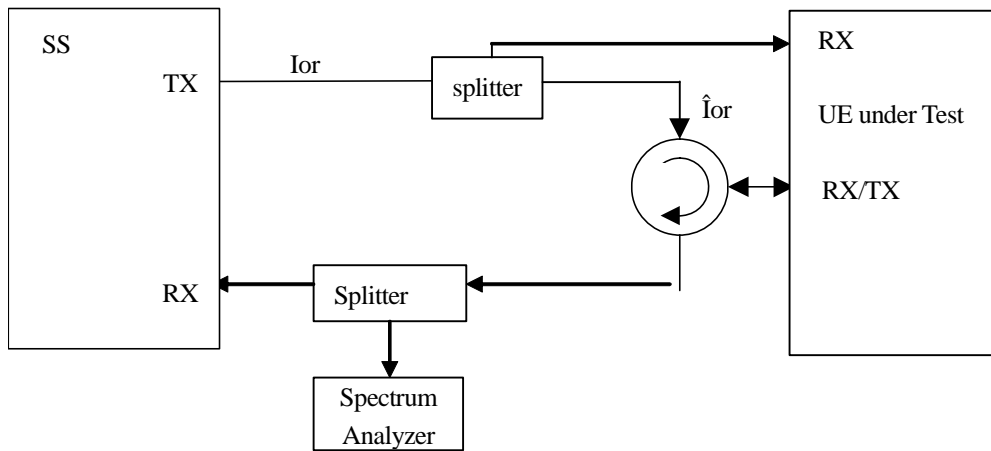 SS
RX
Ior
TX
splitter
Îor
UE under Test
RX/TX
RX
Splitter
Spectrum
Analyzer